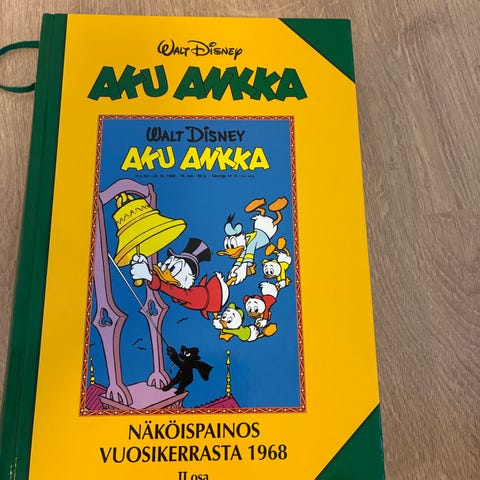 WALT DISNEY
AKU ANKKA
WALT DISNEY
AKU ANKKA
NÄKÖISPAINOS
VUOSIKERRASTA 1968
II osa